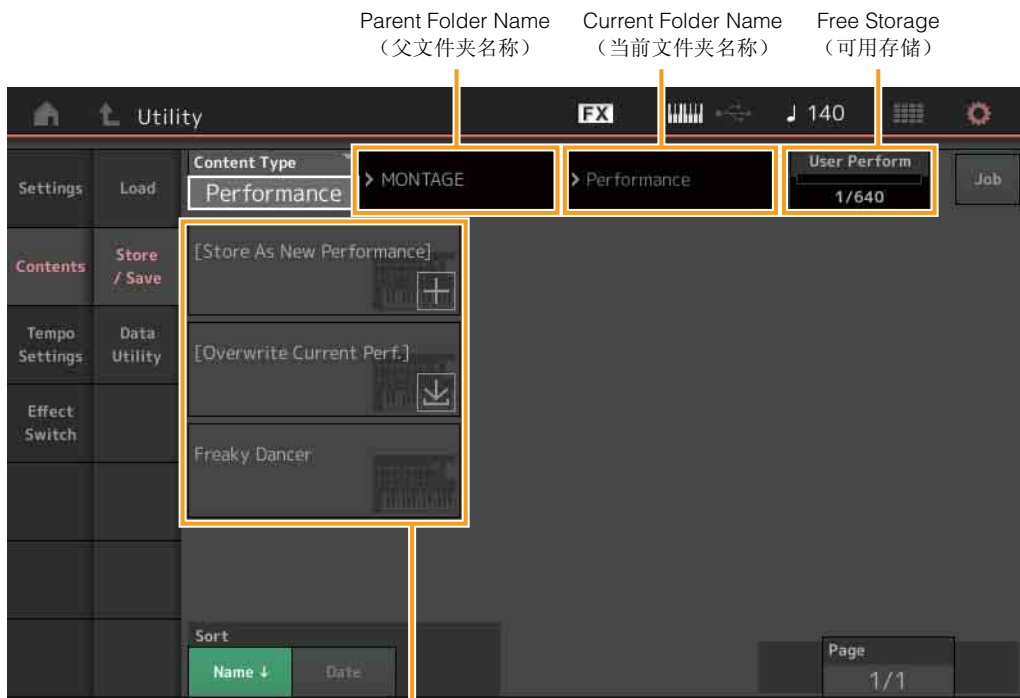 Parent Folder Name
（父文件夹名称）
Current Folder Name
（当前文件夹名称）
Free Storage
（可用存储）
Utility
FX
140
Settings
Load
Content Type
Performance
> MONTAGE
> Performance
User Perform
1/640
Job
Contents
Store
/ Save
[Store As New Performance]
Tempo
Settings
Data
Utility
[Overwrite Current Perf.]
Effect
Switch
Freaky Dancer
Sort
Name ↓
Date
Page
1/1